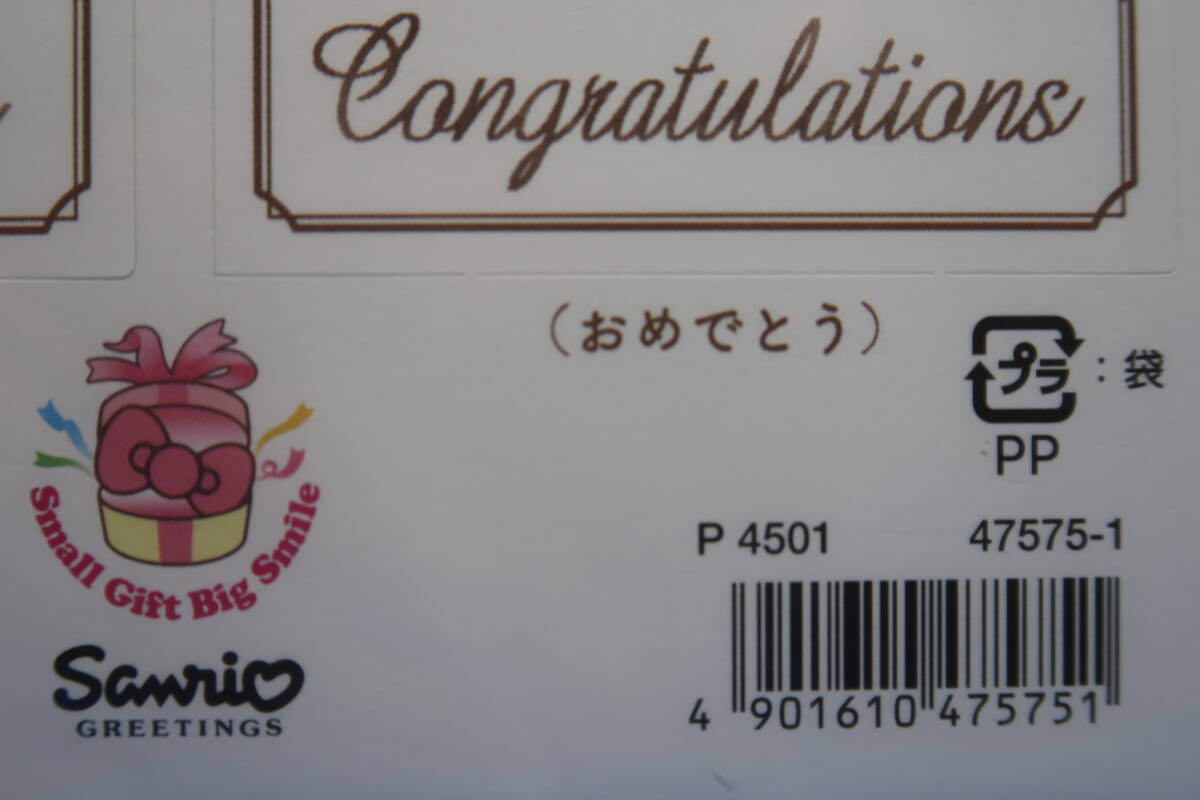 Congratulations
(おめでとう)
プラ : 袋
PP
Small Gift Big Smile
Sanrio
GREETINGS
P 4501 47575-1
4 901610 475751